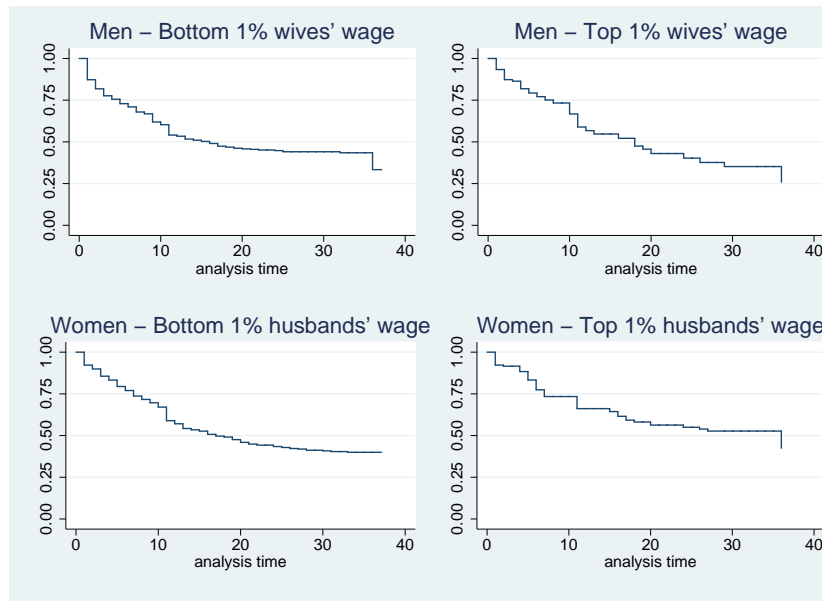 Men – Bottom 1% wives' wage
1.00
0.75
0.50
0.25
0.00
0 10 20 30 40
analysis time
Men – Top 1% wives' wage
1.00
0.75
0.50
0.25
0.00
0 10 20 30 40
analysis time
Women – Bottom 1% husbands' wage
1.00
0.75
0.50
0.25
0.00
0 10 20 30 40
analysis time
Women – Top 1% husbands' wage
1.00
0.75
0.50
0.25
0.00
0 10 20 30 40
analysis time